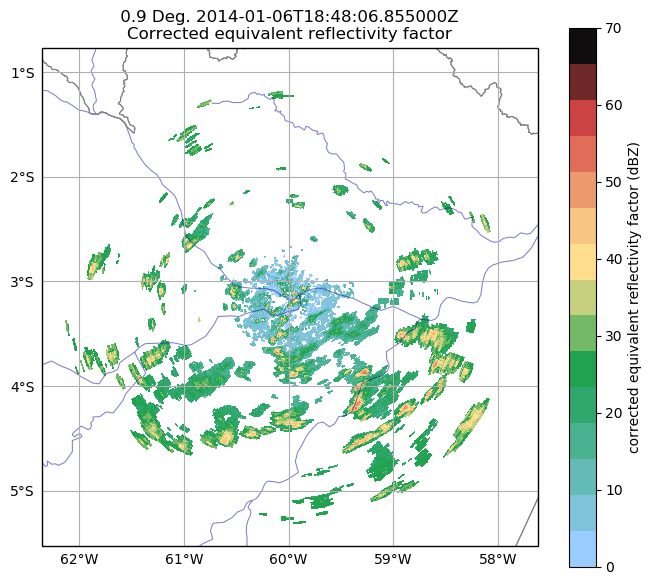 0.9 Deg. 2014-01-06T18:48:06.855000Z
Corrected equivalent reflectivity factor
1°S
2°S
3°S
4°S
5°S
62°W 61°W 60°W 59°W 58°W
70
60
50
40
30
20
10
0
corrected equivalent reflectivity factor (dBZ)